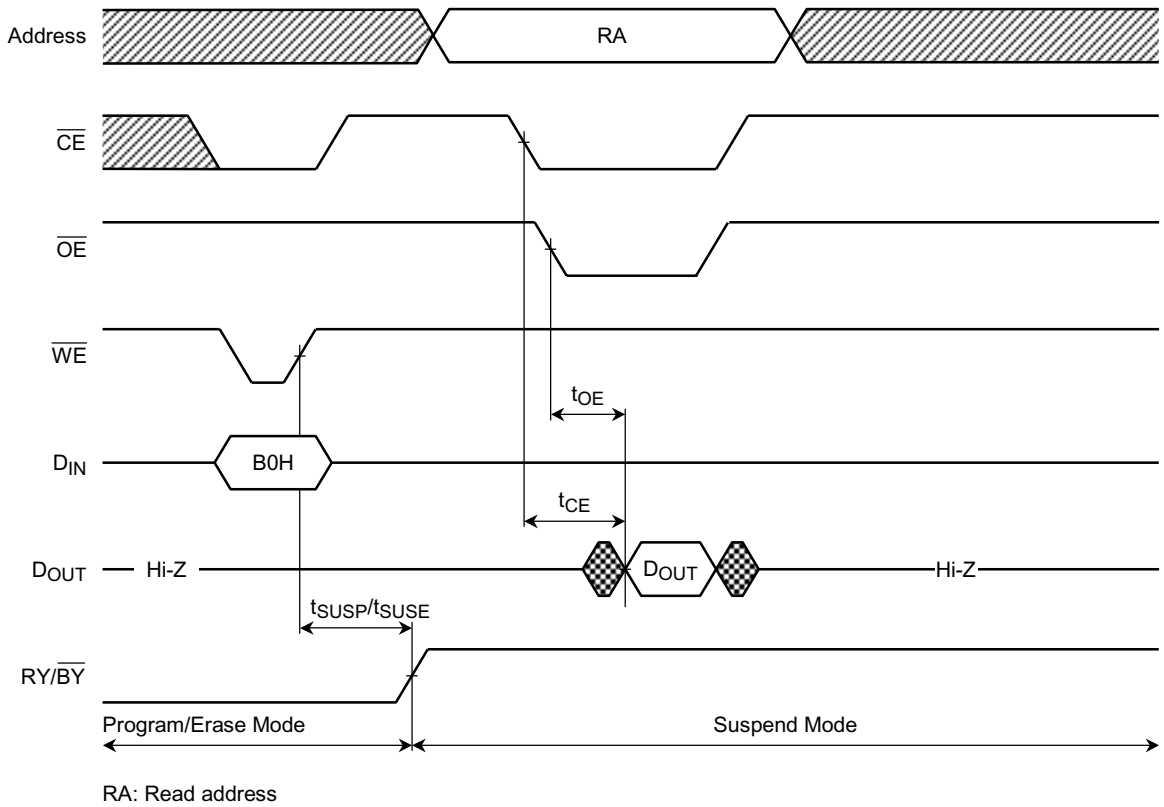 Address RA
CE
OE
WE
tOE
DIN B0H
tCE
DOUT Hi-Z DOUT Hi-Z
tSUSP/tSUSE
RY/BY
Program/Erase Mode Suspend Mode
RA: Read address